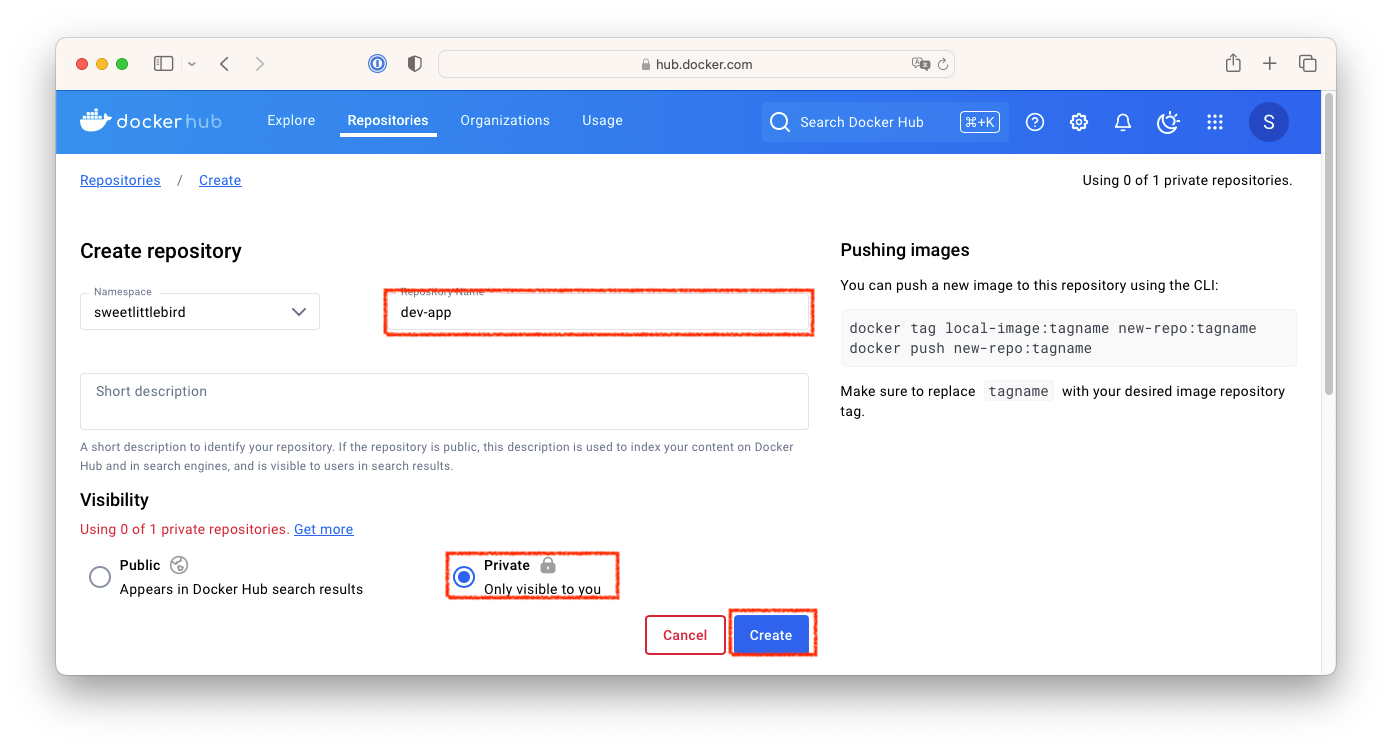 hub.docker.com
docker hub
Explore
Repositories
Organizations
Usage
Search Docker Hub
⌘+K
S
Repositories / Create
Using 0 of 1 private repositories.
Create repository
Namespace
sweetlittlebird
Repository Name
dev-app
Short description
A short description to identify your repository. If the repository is public, this description is used to index your content on Docker
Hub and in search engines, and is visible to users in search results.
Visibility
Using 0 of 1 private repositories. Get more
Public
Appears in Docker Hub search results
Private
Only visible to you
Cancel
Create
Pushing images
You can push a new image to this repository using the CLI:
docker tag local-image:tagname new-repo:tagname
docker push new-repo:tagname
Make sure to replace tagname with your desired image repository
tag.